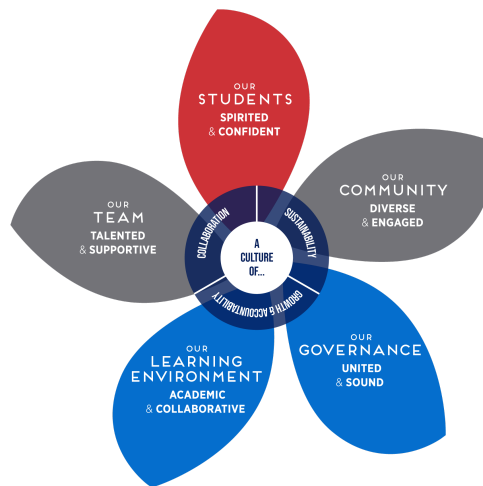 OUR
STUDENTS
SPIRITED
& CONFIDENT
OUR
COMMUNITY
DIVERSE
& ENGAGED
OUR
TEAM
TALENTED
& SUPPORTIVE
COLLABORATION
SUSTAINABILITY
GROWTH & ACCOUNTABILITY
A
CULTURE
OF...
OUR
GOVERNANCE
UNITED
& SOUND
OUR
LEARNING
ENVIRONMENT
ACADEMIC
& COLLABORATIVE